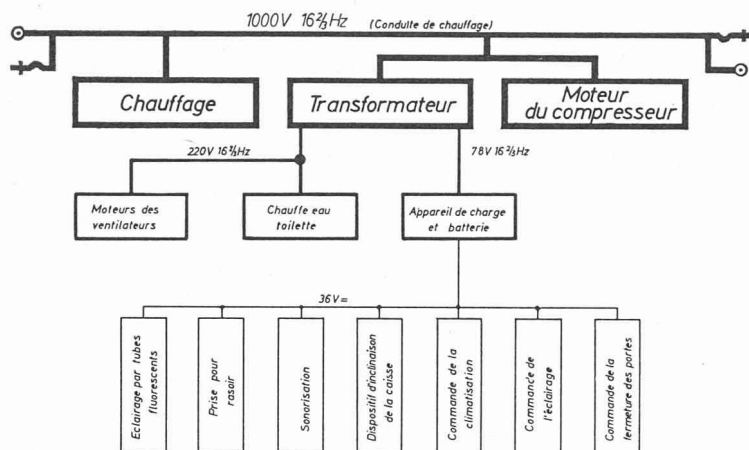 1000V 16⅔Hz (Conduite de chauffage)
Chauffage
Transformateur
Moteur
du compresseur
220V 16⅔Hz
78V 16⅔Hz
Moteurs des
ventilateurs
Chauffe eau
toilette
Appareil de charge
et batterie
36V=
Eclairage par tubes
fluorescents
Prise pour
rasoir
Sonorisation
Dispositif d'inclinaison
de la caisse
Commande de la
climatisation
Commande de
l'éclairage
Commande de la
fermeture des portes